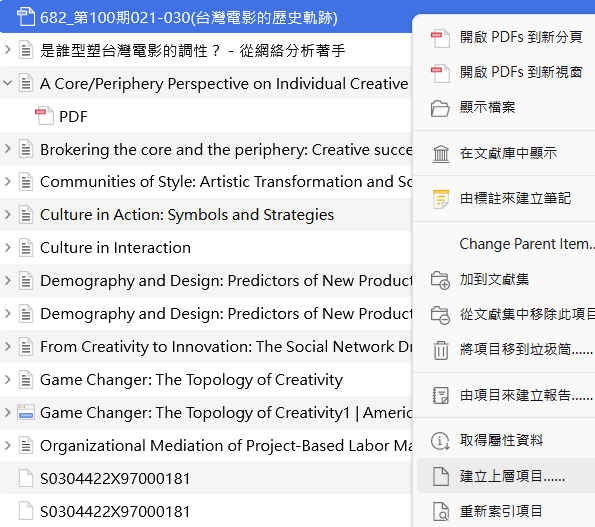 682_第100期021-030(台灣電影的歷史軌跡)
是誰型塑台灣電影的調性？ - 從網絡分析著手
A Core/Periphery Perspective on Individual Creative
PDF
Brokering the core and the periphery: Creative succe
Communities of Style: Artistic Transformation and So
Culture in Action: Symbols and Strategies
Culture in Interaction
Demography and Design: Predictors of New Product
Demography and Design: Predictors of New Product
From Creativity to Innovation: The Social Network Dr
Game Changer: The Topology of Creativity
Game Changer: The Topology of Creativity1 | Americ
Organizational Mediation of Project-Based Labor Ma
S0304422X97000181
S0304422X97000181
開啟 PDFs 到新分頁
開啟 PDFs 到新視窗
顯示檔案
在文獻庫中顯示
由標註來建立筆記
Change Parent Item...
加到文獻集
從文獻集中移除此項目
將項目移到垃圾筒......
由項目來建立報告......
取得屬性資料
建立上層項目......
重新索引項目